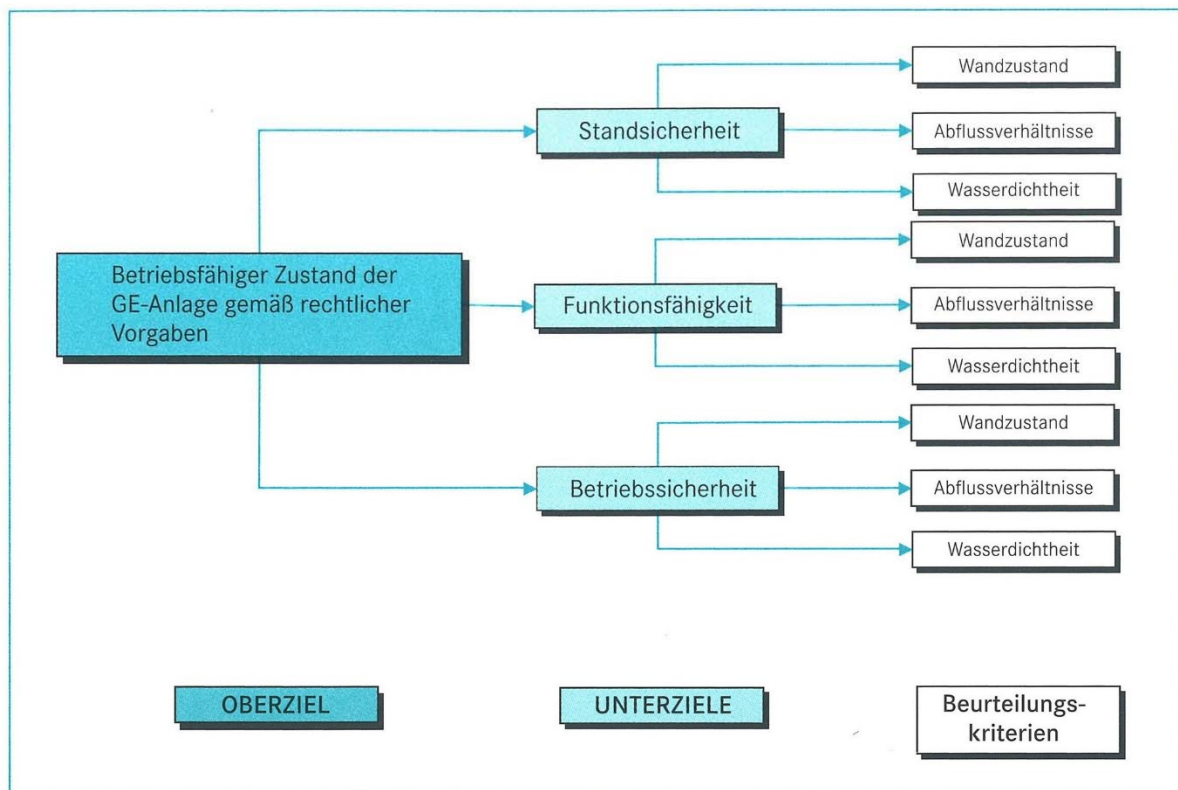 Wandzustand
Standsicherheit
Abflussverhältnisse
Wasserdichtheit
Betriebsfähiger Zustand der
GE-Anlage gemäß rechtlicher
Vorgaben
Wandzustand
Funktionsfähigkeit
Abflussverhältnisse
Wasserdichtheit
Wandzustand
Betriebssicherheit
Abflussverhältnisse
Wasserdichtheit
OBERZIEL
UNTERZIELE
Beurteilungs-
kriterien